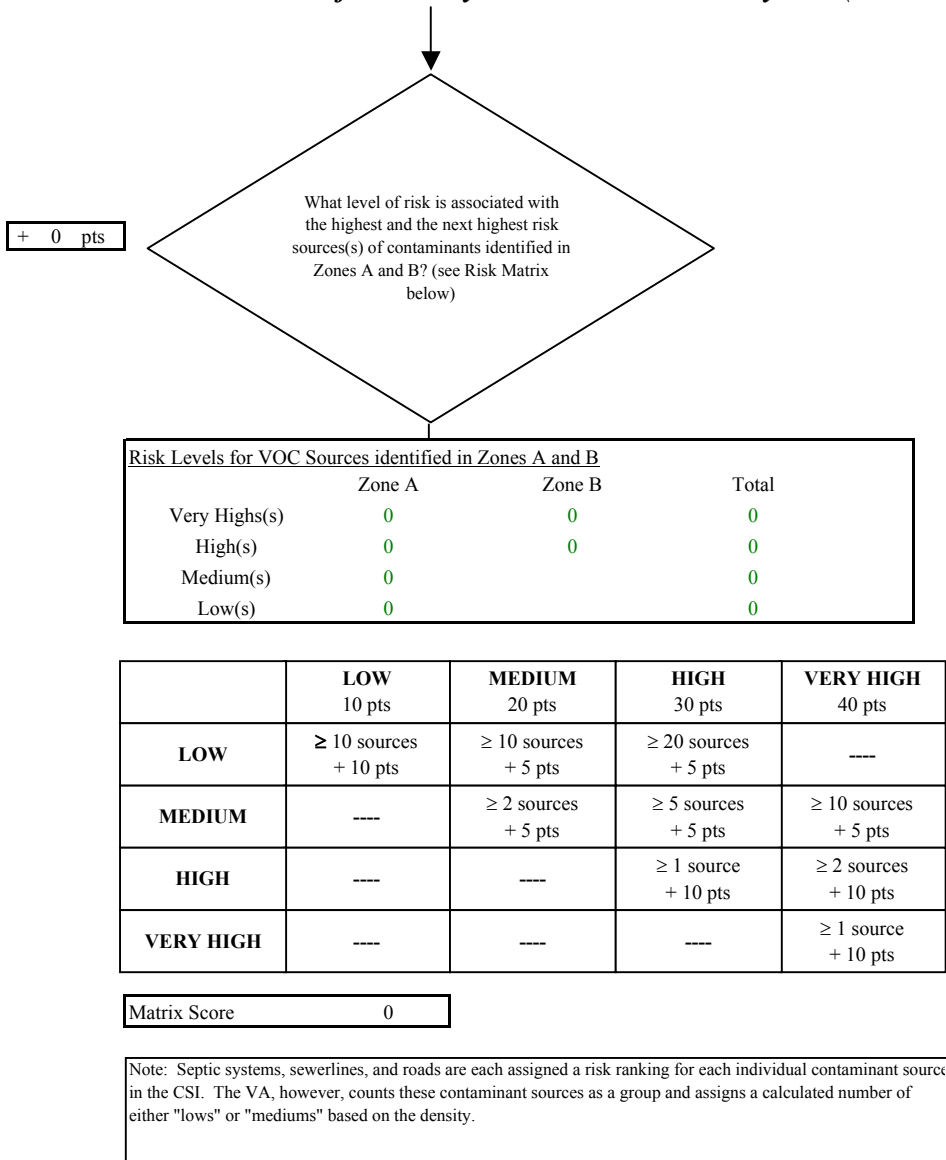 What level of risk is associated with
the highest and the next highest risk
sources(s) of contaminants identified in
Zones A and B? (see Risk Matrix
below)
+ 0 pts
Risk Levels for VOC Sources identified in Zones A and B
Zone A Zone B Total
Very Highs(s) 0 0 0
High(s) 0 0 0
Medium(s) 0 0
Low(s) 0 0
LOW MEDIUM HIGH VERY HIGH
10 pts 20 pts 30 pts 40 pts
LOW ≥ 10 sources ≥ 10 sources ≥ 20 sources ----
+ 10 pts + 5 pts + 5 pts
MEDIUM ---- ≥ 2 sources ≥ 5 sources ≥ 10 sources
+ 5 pts + 5 pts + 5 pts
HIGH ---- ---- ≥ 1 source ≥ 2 sources
+ 10 pts + 10 pts
VERY HIGH ---- ---- ---- ≥ 1 source
+ 10 pts
Matrix Score 0
Note: Septic systems, sewerlines, and roads are each assigned a risk ranking for each individual contaminant source
in the CSI. The VA, however, counts these contaminant sources as a group and assigns a calculated number of
either "lows" or "mediums" based on the density.